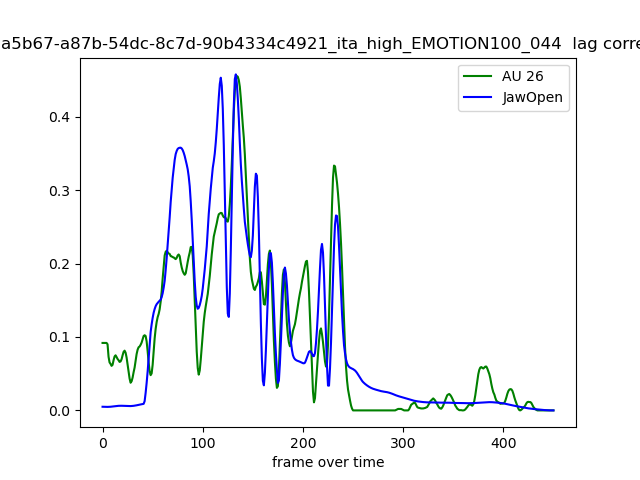 a5b67-a87b-54dc-8c7d-90b4334c4921_ita_high_EMOTION100_044 lag corre
AU 26
JawOpen
0.4
0.3
0.2
0.1
0.0
0 100 200 300 400
frame over time